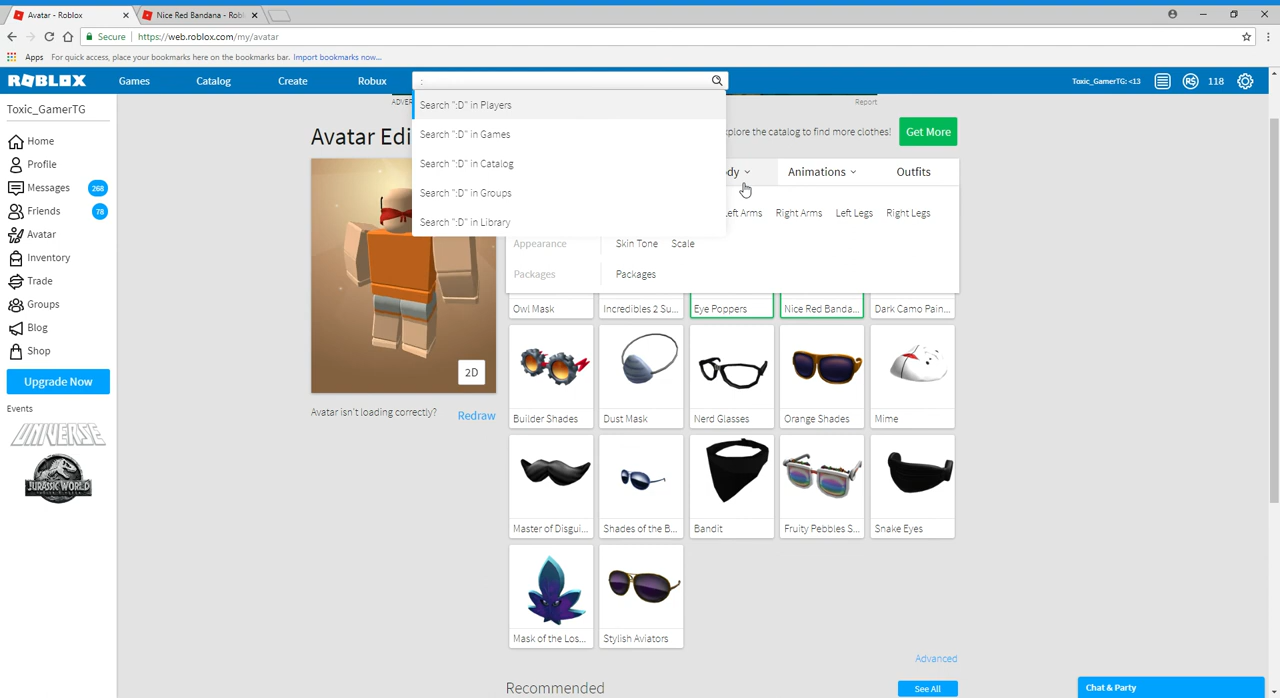 Avatar - Roblox
Nice Red Bandana - Rob
Secure
https://web.roblox.com/my/avatar
Apps
For quick access, place your bookmarks here on the bookmarks bar. Import bookmarks now...
ROBLOX
Games
Catalog
Create
Robux
:
Toxic_GamerTG: <13
118
Toxic_GamerTG
ADVER
Report
Search ":D" in Players
Search ":D" in Games
Search ":D" in Catalog
Search ":D" in Groups
Search ":D" in Library
Avatar Edi
xplore the catalog to find more clothes!
Get More
Home
Profile
Messages
268
Friends
78
Avatar
Inventory
Trade
Groups
Blog
Shop
Upgrade Now
Events
UNIVERSE
JURASSIC WORLD
ody
Animations
Outfits
Left Arms
Right Arms
Left Legs
Right Legs
Appearance
Skin Tone
Scale
Packages
Packages
2D
Avatar isn't loading correctly?
Redraw
Owl Mask
Incredibles 2 Su...
Eye Poppers
Nice Red Banda...
Dark Camo Pain...
Builder Shades
Dust Mask
Nerd Glasses
Orange Shades
Mime
Master of Disgui...
Shades of the B...
Bandit
Fruity Pebbles S...
Snake Eyes
Mask of the Los...
Stylish Aviators
Advanced
Recommended
See All
Chat & Party